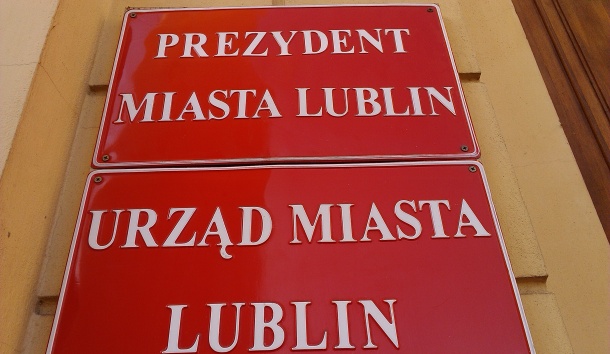 PREZYDENT
MIASTA LUBLIN
URZĄD MIASTA
LUBLIN